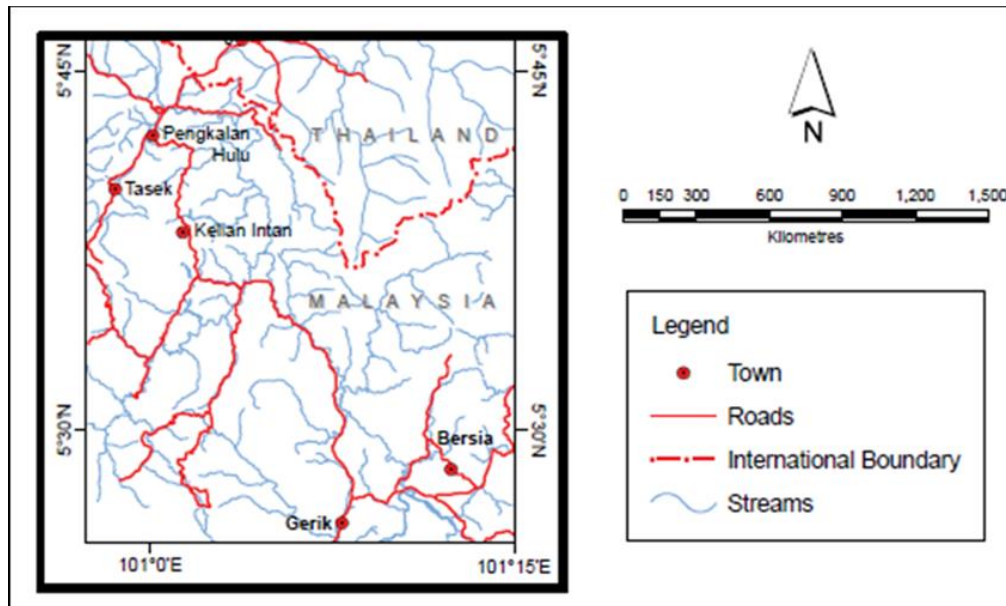 5°45'N
5°45'N
THAILAND
Pengkalan
Hulu
Tasek
Kelian Intan
MALAYSIA
5°30'N
5°30'N
Bersia
Gerik
101°0'E
101°15'E
N
0 150 300 600 900 1,200 1,500
Kilometres
Legend
Town
Roads
International Boundary
Streams